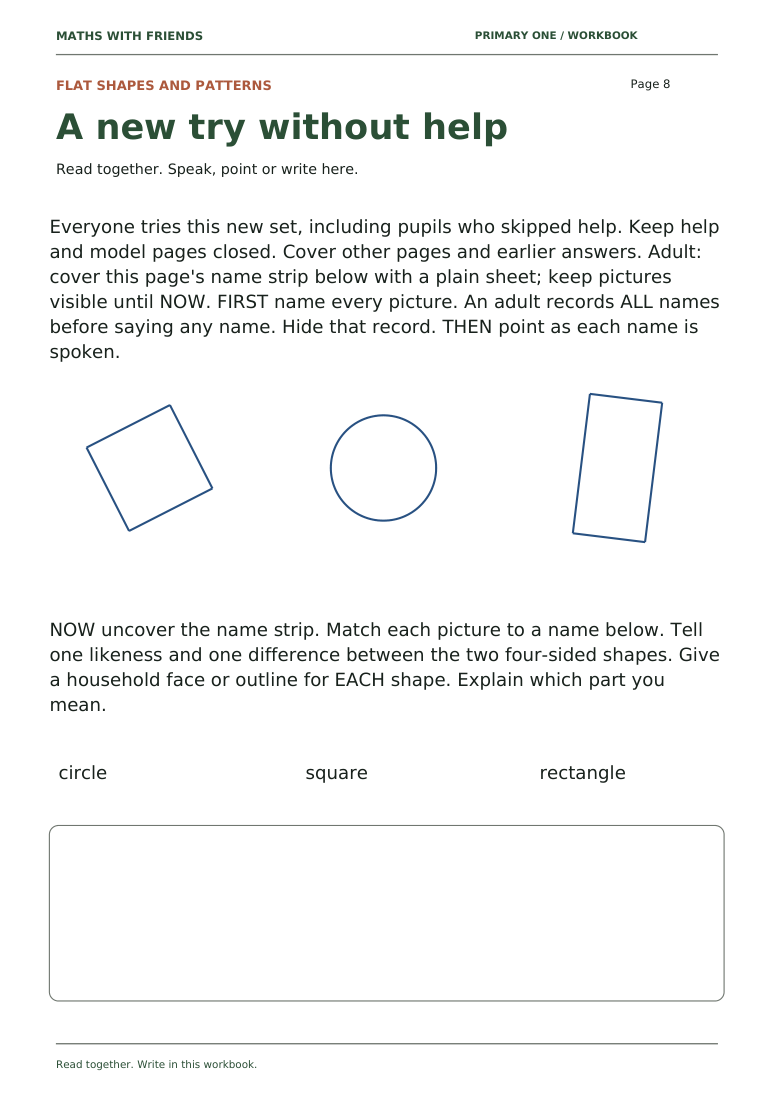 MATHS WITH FRIENDS
PRIMARY ONE / WORKBOOK
FLAT SHAPES AND PATTERNS
Page 8
A new try without help
Read together. Speak, point or write here.
Everyone tries this new set, including pupils who skipped help. Keep help
and model pages closed. Cover other pages and earlier answers. Adult:
cover this page's name strip below with a plain sheet; keep pictures
visible until NOW. FIRST name every picture. An adult records ALL names
before saying any name. Hide that record. THEN point as each name is
spoken.
NOW uncover the name strip. Match each picture to a name below. Tell
one likeness and one difference between the two four-sided shapes. Give
a household face or outline for EACH shape. Explain which part you
mean.
circle
square
rectangle
Read together. Write in this workbook.